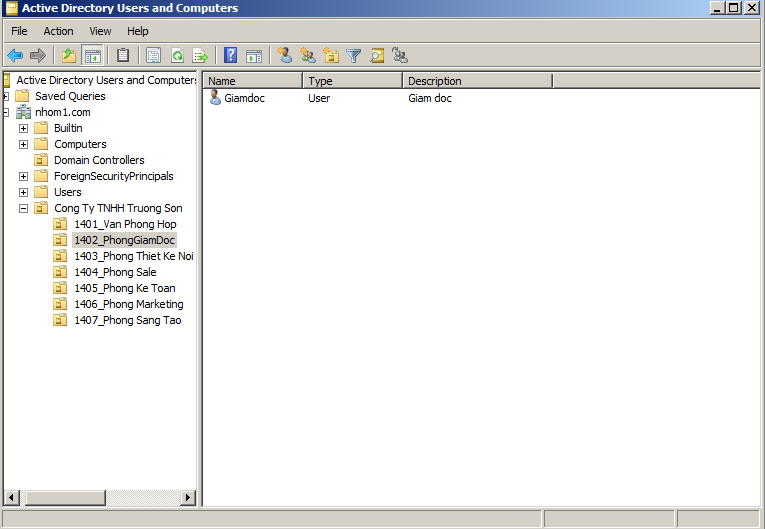 Active Directory Users and Computers
File Action View Help
Active Directory Users and Computers
Saved Queries
nhom1.com
Builtin
Computers
Domain Controllers
ForeignSecurityPrincipals
Users
Cong Ty TNHH Truong Son
1401_Van Phong Hop
1402_PhongGiamDoc
1403_Phong Thiet Ke Noi
1404_Phong Sale
1405_Phong Ke Toan
1406_Phong Marketing
1407_Phong Sang Tao
Name Type Description
Giamdoc User Giam doc